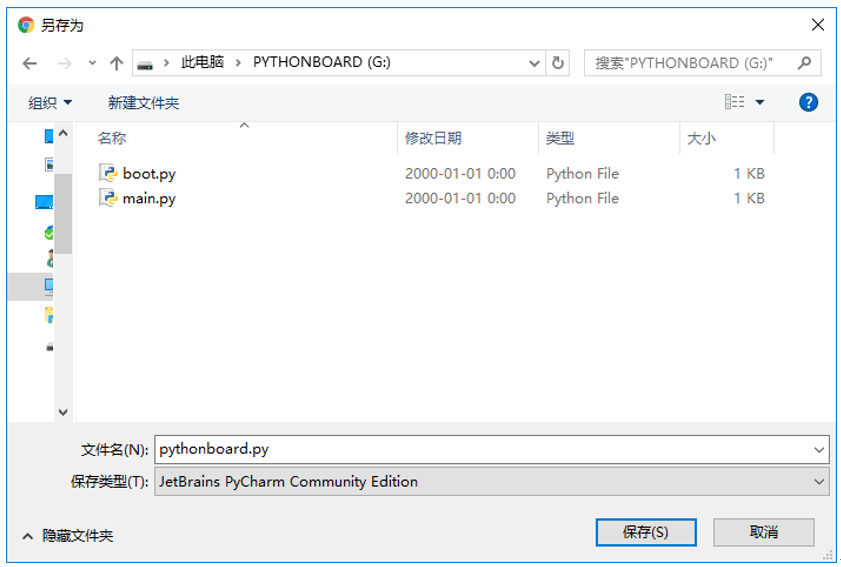 另存为
此电脑 › PYTHONBOARD (G:)
搜索"PYTHONBOARD (G:)"
组织
新建文件夹
名称 修改日期 类型 大小
boot.py 2000-01-01 0:00 Python File 1 KB
main.py 2000-01-01 0:00 Python File 1 KB
文件名(N): pythonboard.py
保存类型(T): JetBrains PyCharm Community Edition
隐藏文件夹
保存(S)
取消